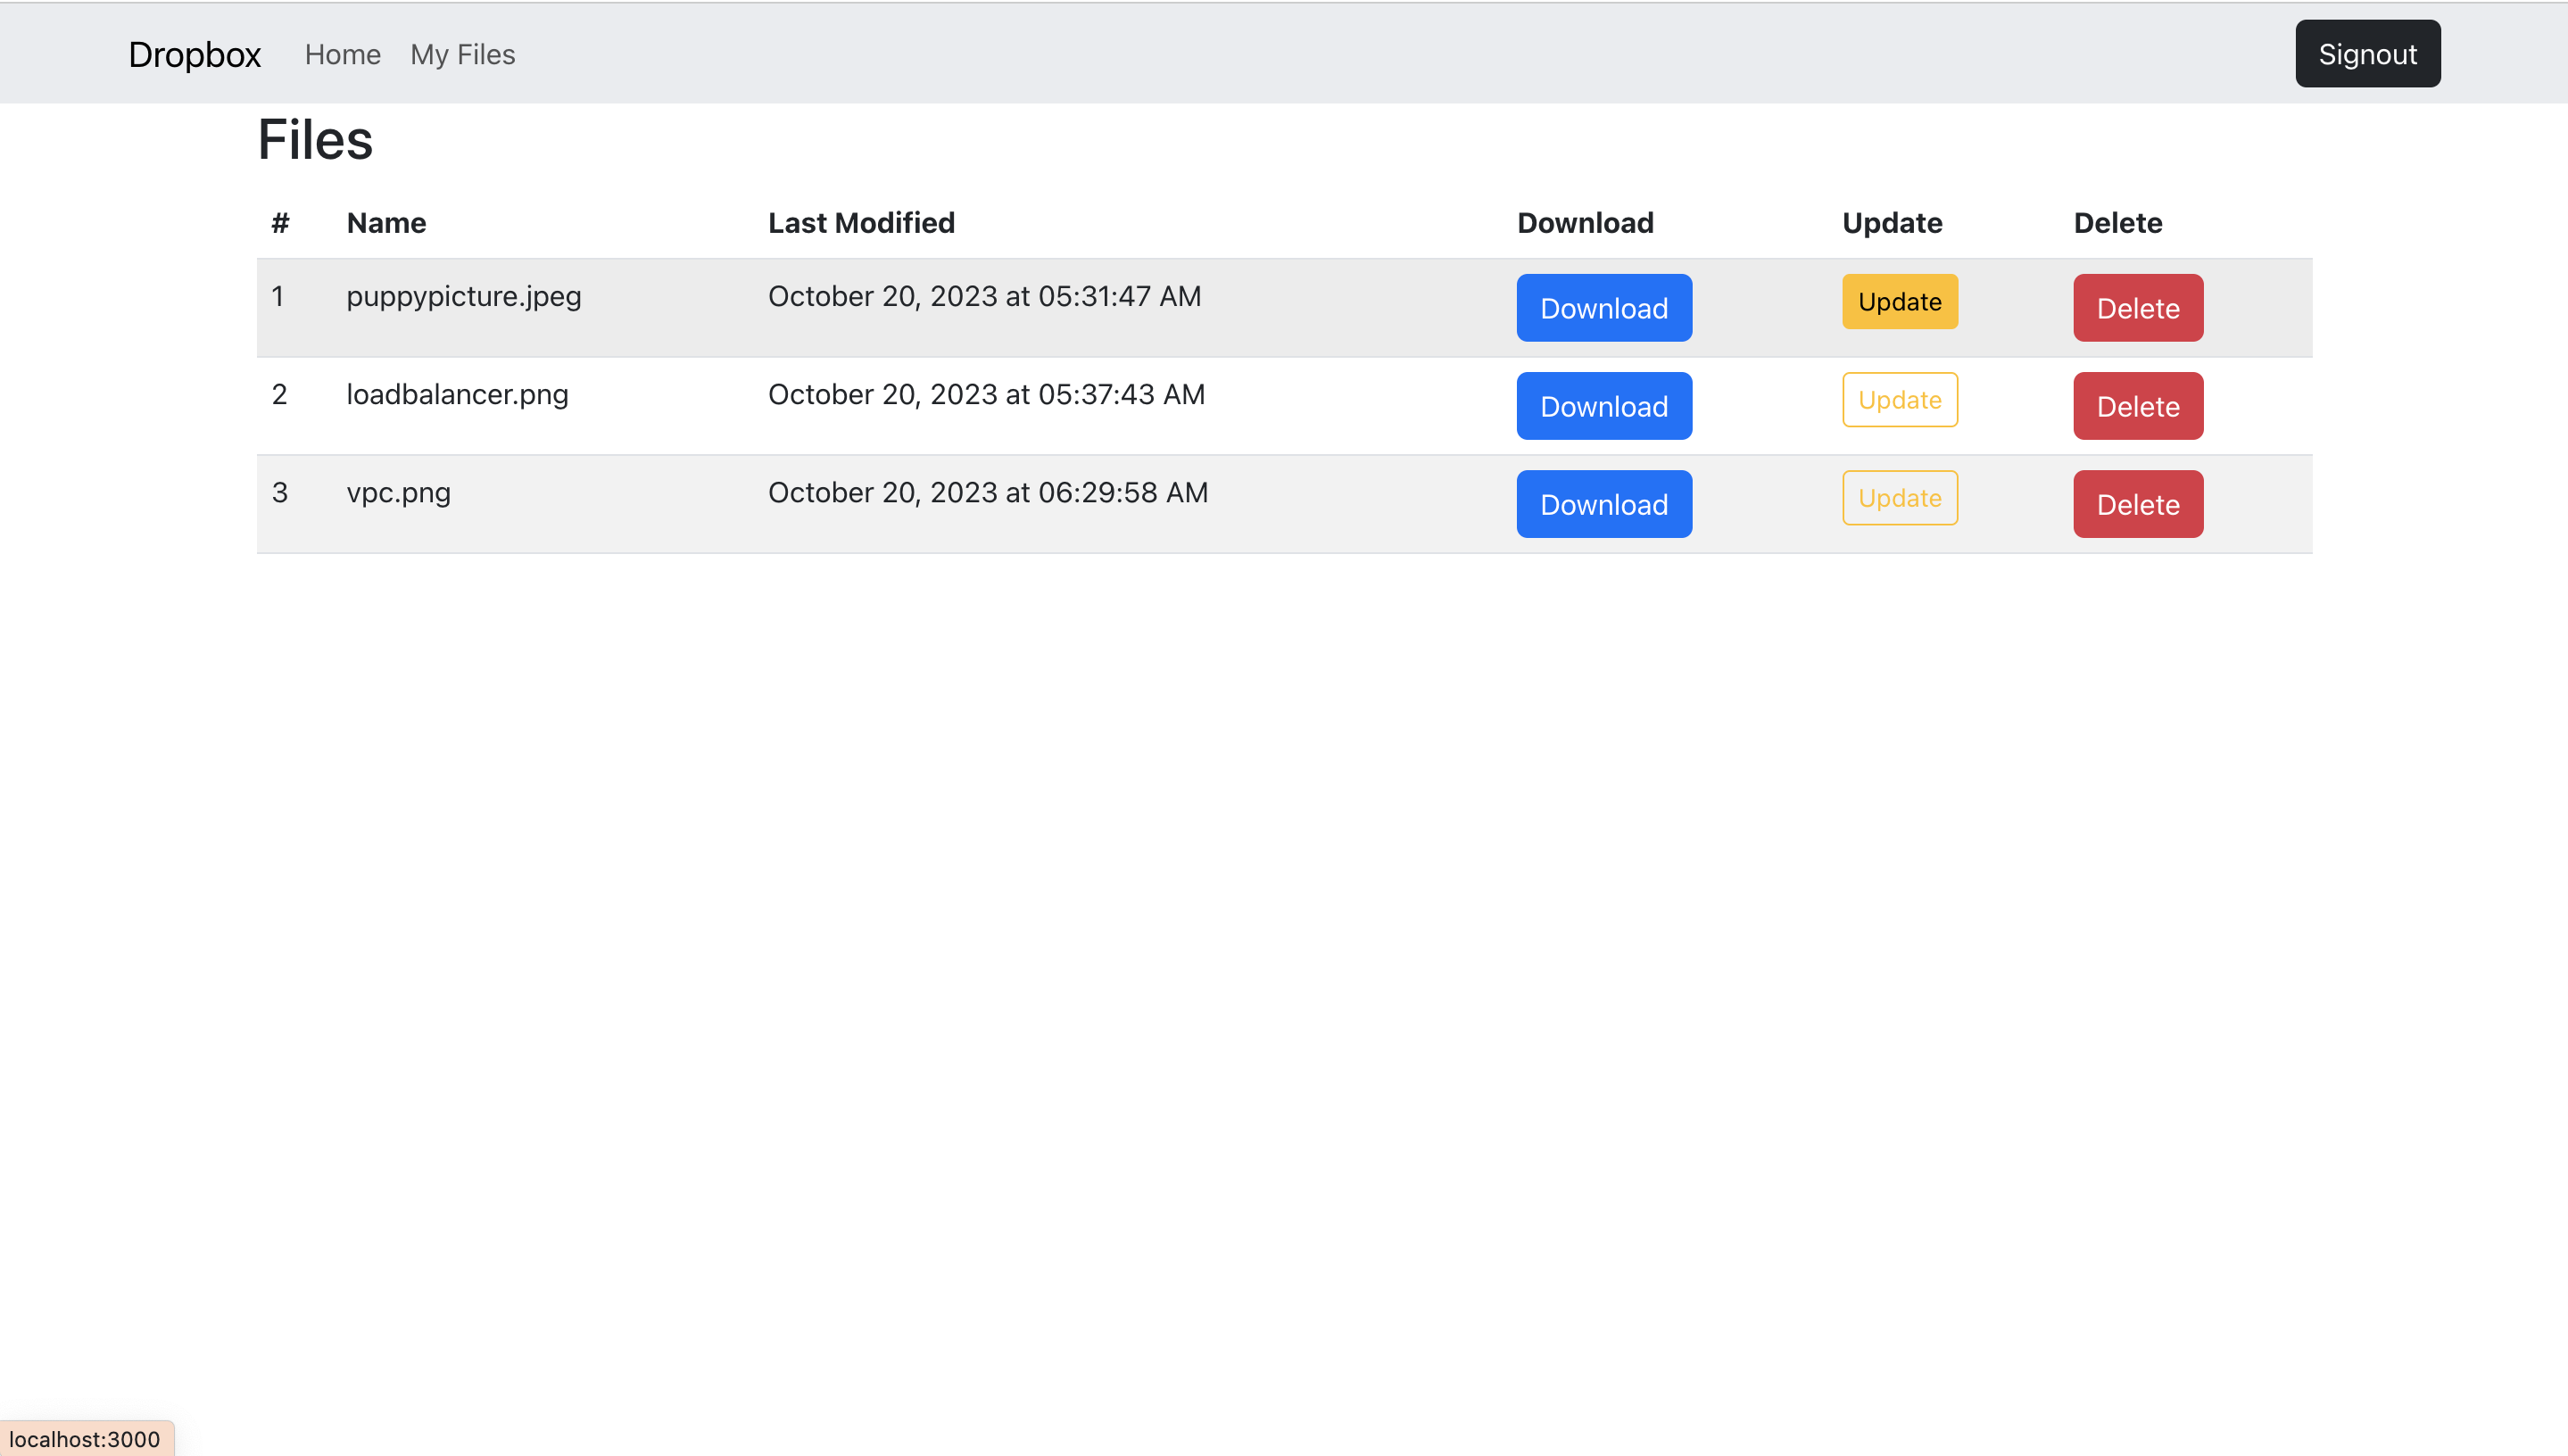 Dropbox Home My Files Signout
Files
# Name Last Modified Download Update Delete
1 puppypicture.jpeg October 20, 2023 at 05:31:47 AM Download Update Delete
2 loadbalancer.png October 20, 2023 at 05:37:43 AM Download Update Delete
3 vpc.png October 20, 2023 at 06:29:58 AM Download Update Delete
localhost:3000